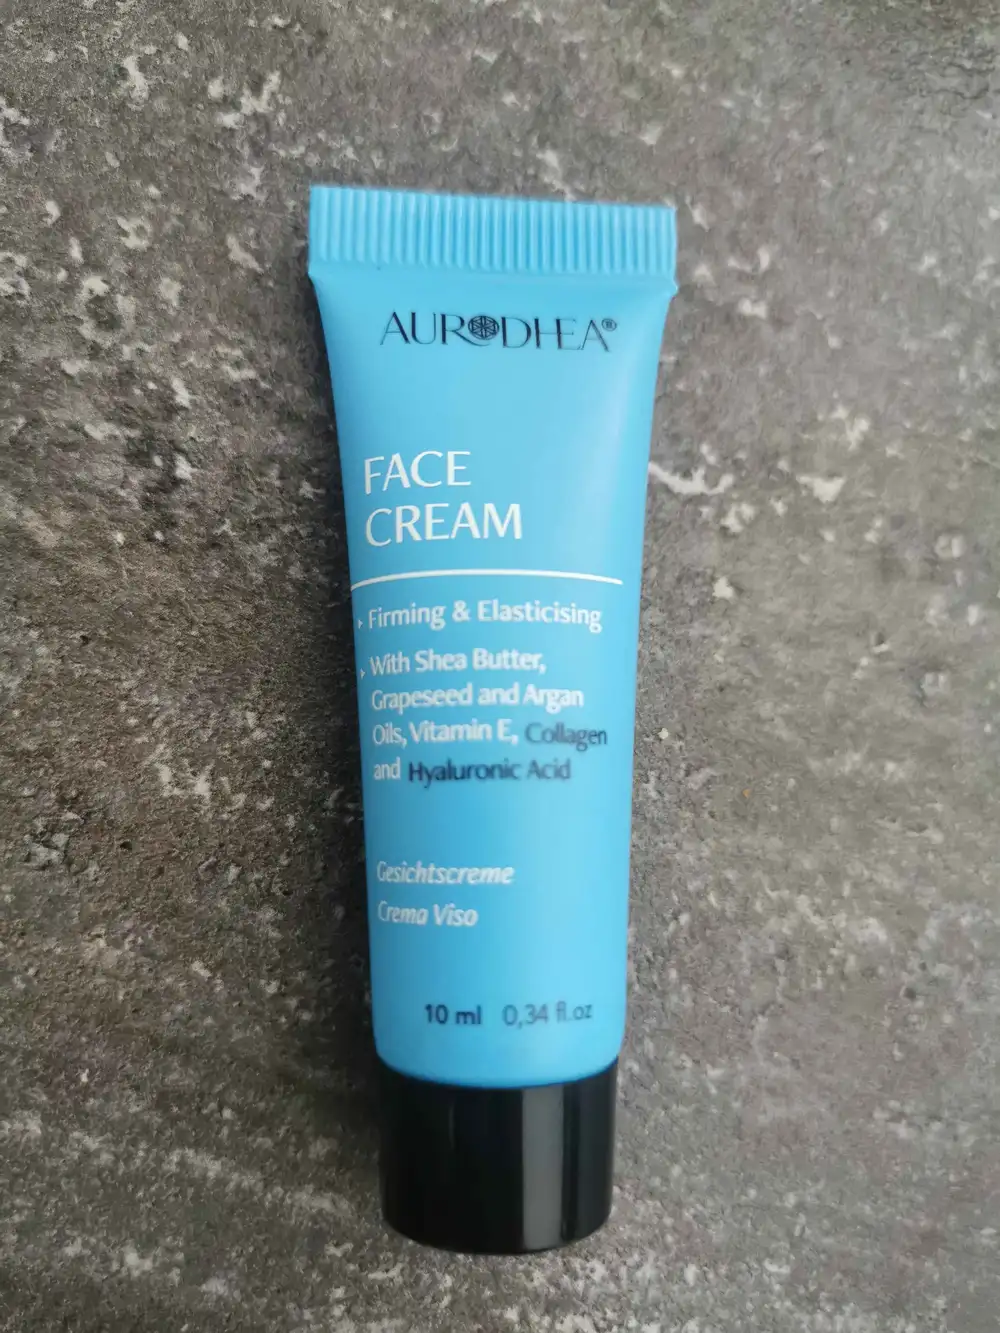 AURODHEA®
FACE
CREAM
Firming & Elasticising
With Shea Butter,
Grapeseed and Argan
Oils, Vitamin E, Collagen
and Hyaluronic Acid
Gesichtscreme
Crema Viso
10 ml 0,34 fl.oz